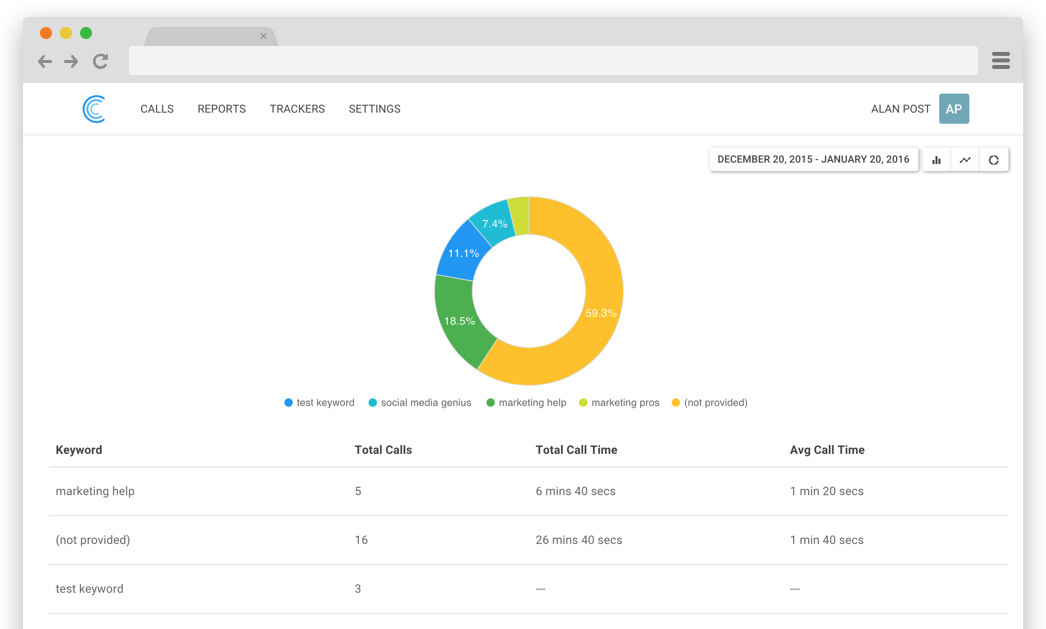 CALLS REPORTS TRACKERS SETTINGS ALAN POST AP
DECEMBER 20, 2015 - JANUARY 20, 2016
7.4%
11.1%
59.3%
18.5%
test keyword social media genius marketing help marketing pros (not provided)
Keyword Total Calls Total Call Time Avg Call Time
marketing help 5 6 mins 40 secs 1 min 20 secs
(not provided) 16 26 mins 40 secs 1 min 40 secs
test keyword 3 --- ---